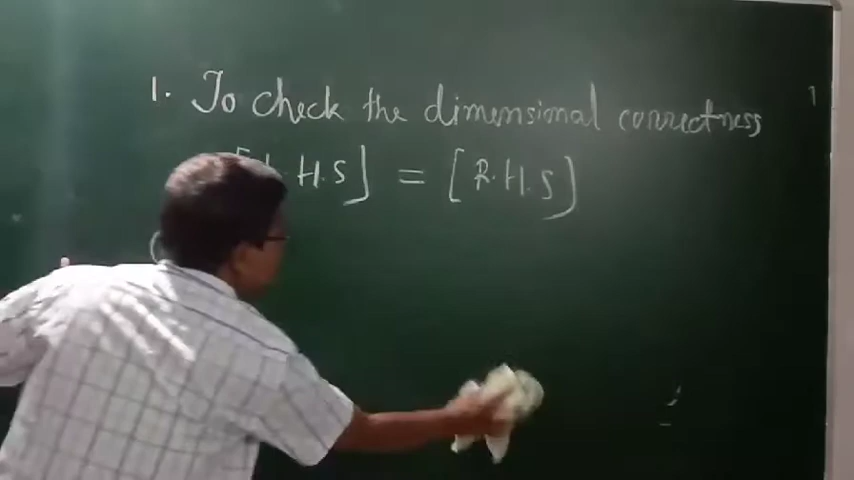 1. To check the dimensional correctness
L.H.S] = [R.H.S]